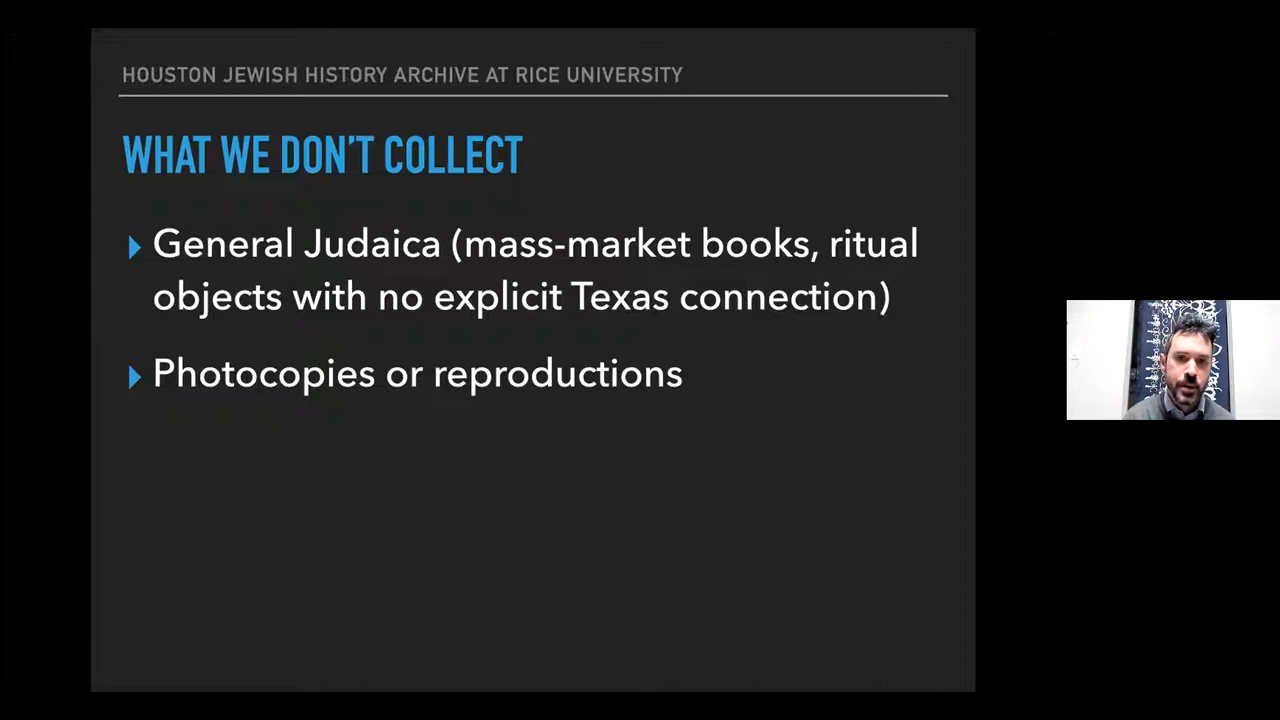 HOUSTON JEWISH HISTORY ARCHIVE AT RICE UNIVERSITY
WHAT WE DON'T COLLECT
General Judaica (mass-market books, ritual
objects with no explicit Texas connection)
Photocopies or reproductions